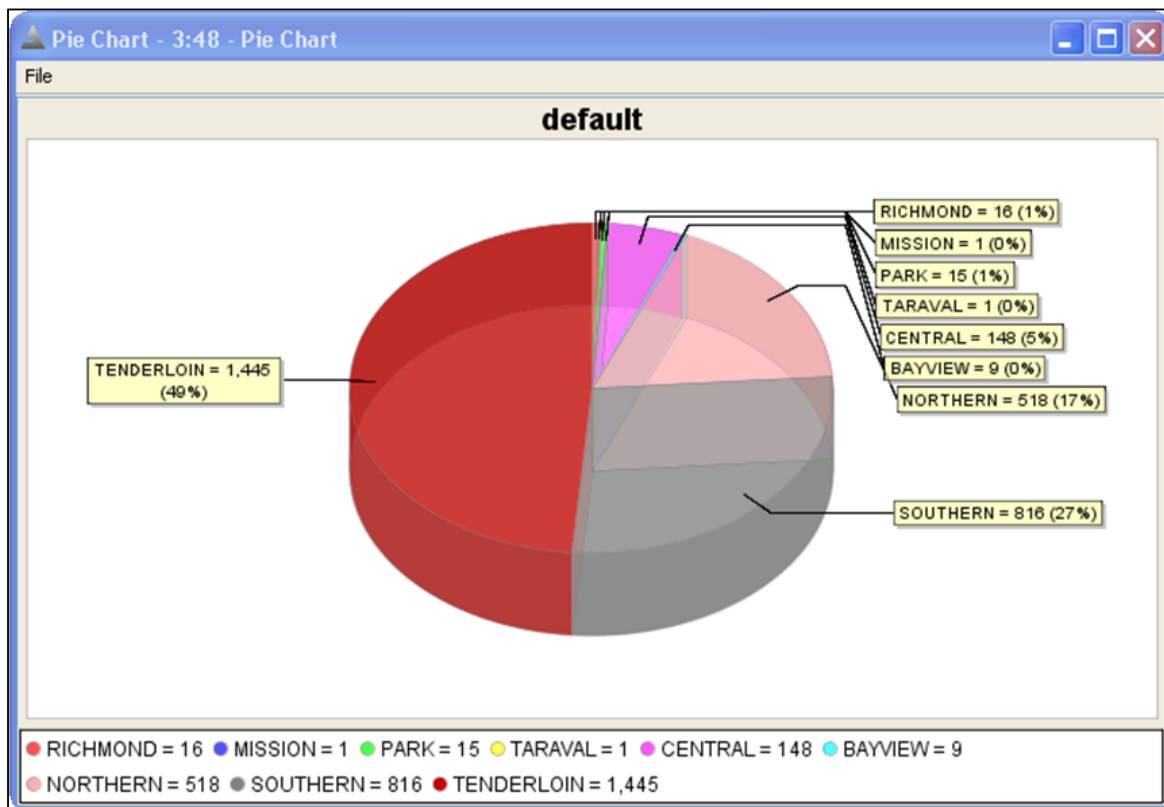 Pie Chart - 3:48 - Pie Chart
File
default
RICHMOND = 16 (1%)
MISSION = 1 (0%)
PARK = 15 (1%)
TARAVAL = 1 (0%)
CENTRAL = 148 (5%)
BAYVIEW = 9 (0%)
NORTHERN = 518 (17%)
TENDERLOIN = 1,445
(49%)
SOUTHERN = 816 (27%)
RICHMOND = 16 MISSION = 1 PARK = 15 TARAVAL = 1 CENTRAL = 148 BAYVIEW = 9
NORTHERN = 518 SOUTHERN = 816 TENDERLOIN = 1,445